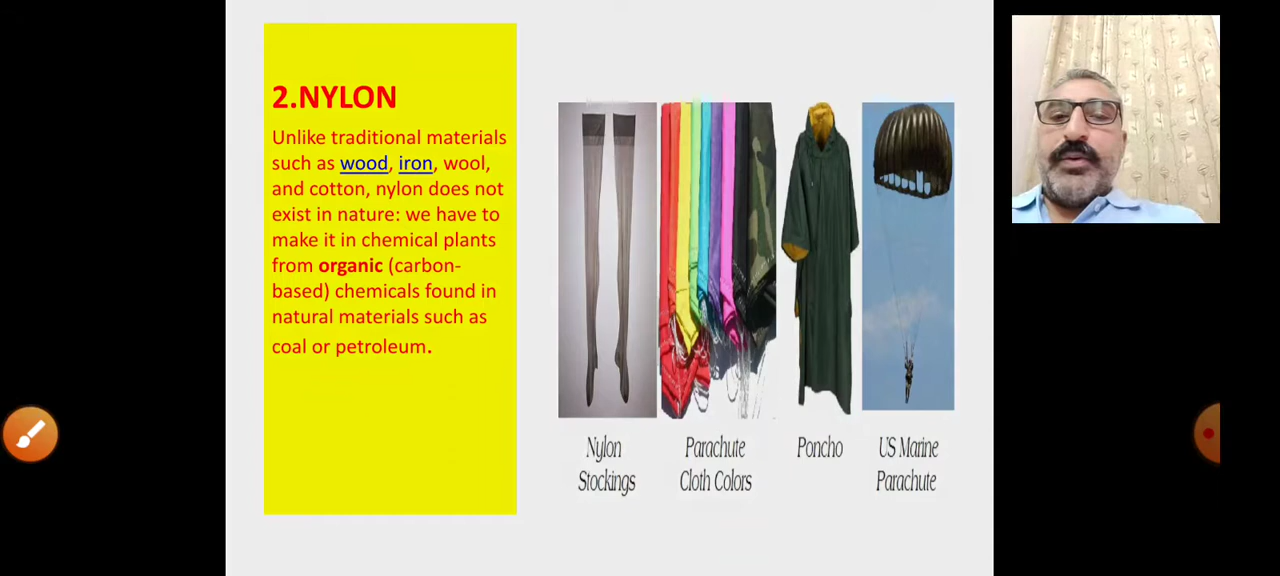 2.NYLON
Unlike traditional materials
such as wood, iron, wool,
and cotton, nylon does not
exist in nature: we have to
make it in chemical plants
from organic (carbon-
based) chemicals found in
natural materials such as
coal or petroleum.
Nylon
Stockings
Parachute
Cloth Colors
Poncho
US Marine
Parachute